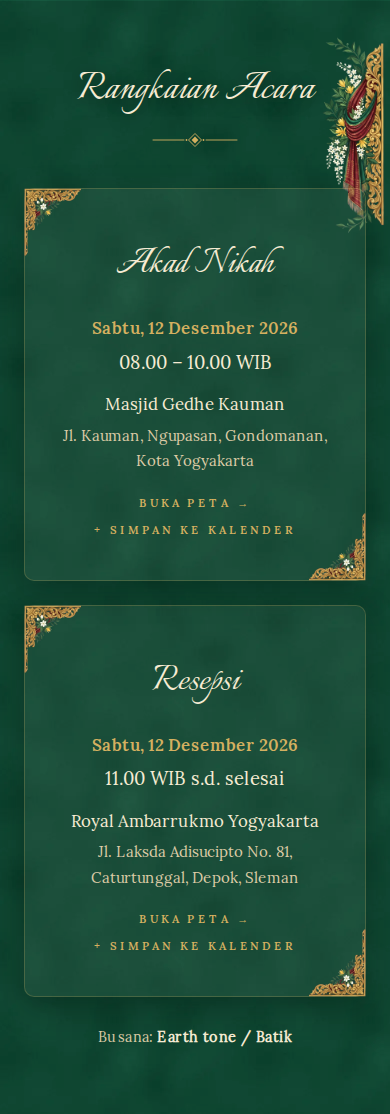 Rangkaian Acara
Akad Nikah
Sabtu, 12 Desember 2026
08.00 – 10.00 WIB
Masjid Gedhe Kauman
Jl. Kauman, Ngupasan, Gondomanan,
Kota Yogyakarta
BUKA PETA →
+ SIMPAN KE KALENDER
Resepsi
Sabtu, 12 Desember 2026
11.00 WIB s.d. selesai
Royal Ambarrukmo Yogyakarta
Jl. Laksda Adisucipto No. 81,
Caturtunggal, Depok, Sleman
BUKA PETA →
+ SIMPAN KE KALENDER
Busana: Earth tone / Batik